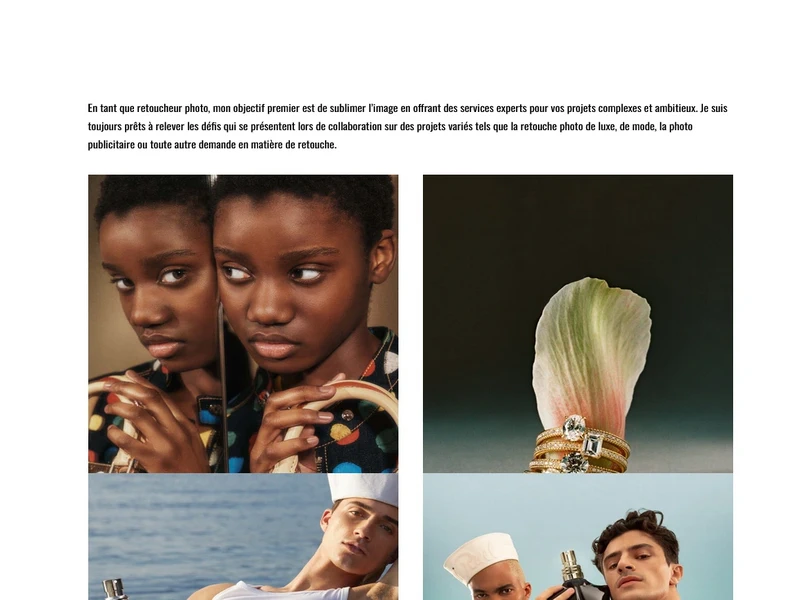 En tant que retoucheur photo, mon objectif premier est de sublimer l'image en offrant des services experts pour vos projets complexes et ambitieux. Je suis
toujours prêts à relever les défis qui se présentent lors de collaboration sur des projets variés tels que la retouche photo de luxe, de mode, la photo
publicitaire ou toute autre demande en matière de retouche.